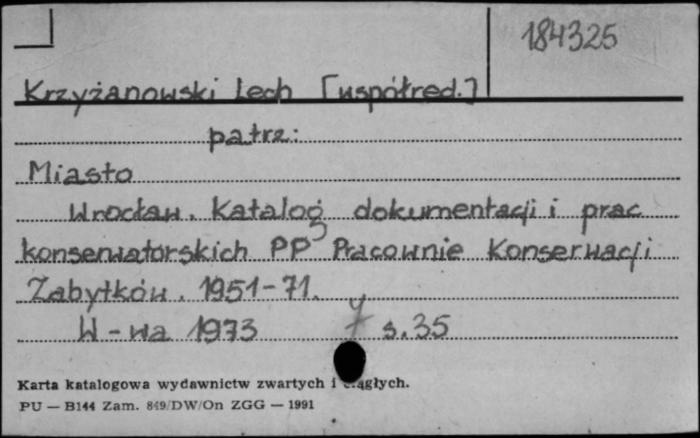 184325
Krzyżanowski Lech [współred.]
patrz:
Miasto
Wrocław. Katalog dokumentacji i prac
konserwatorskich PP Pracownie Konserwacji
Zabytków. 1951-71.
W-wa 1973 s. 35
Karta katalogowa wydawnictw zwartych i ciągłych.
PU — B144 Zam. 849/DW/On ZGG — 1991